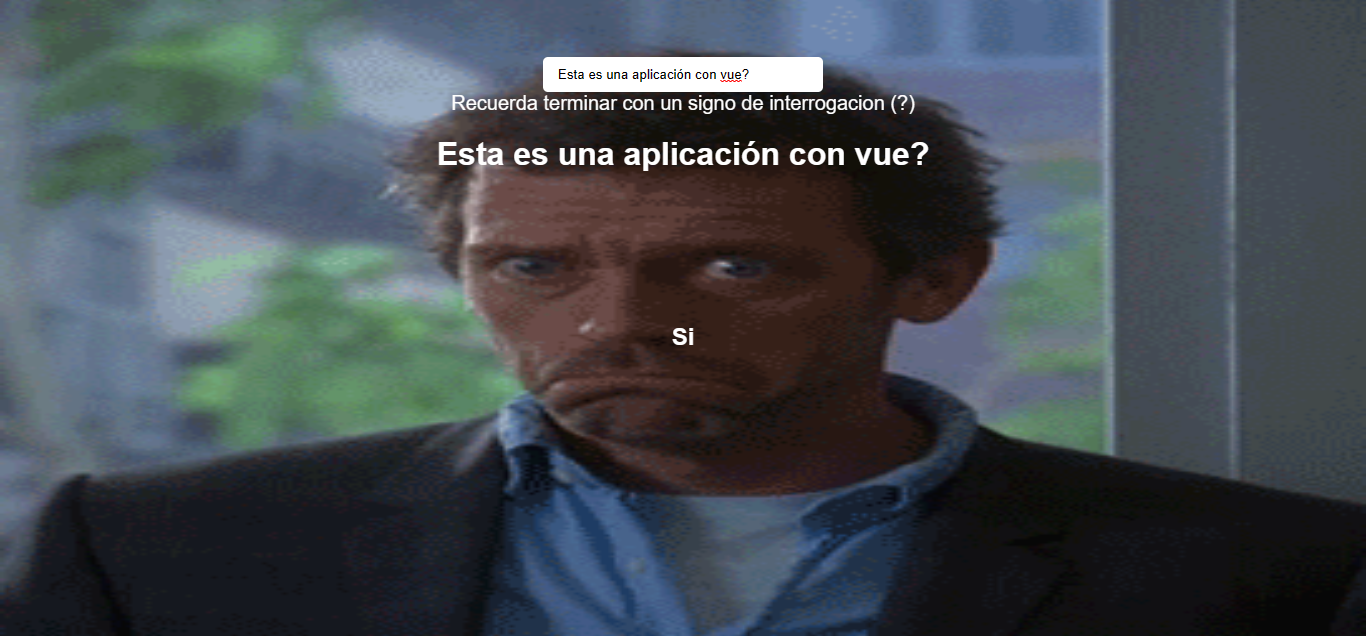 Esta es una aplicación con vue?
Recuerda terminar con un signo de interrogacion (?)
Esta es una aplicación con vue?
Si